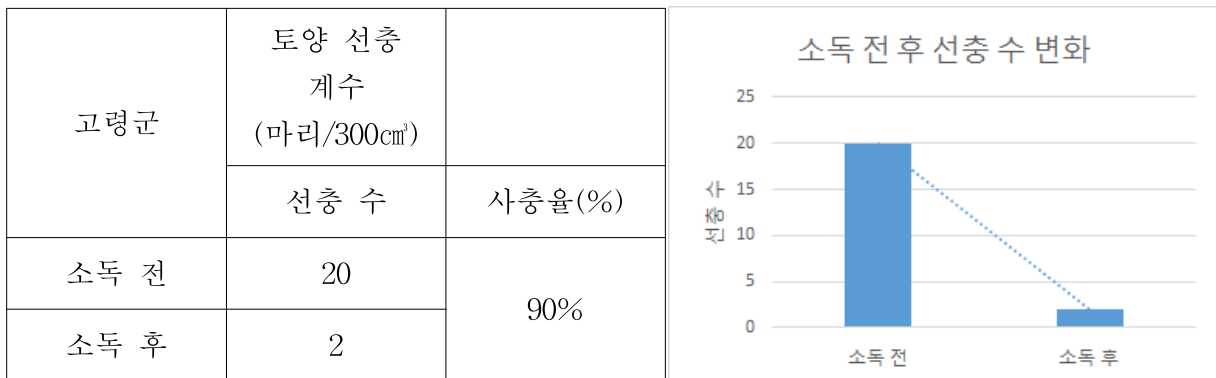 고령군
토양 선충
계수
(마리/300㎤)
선충 수
사충율(%)
소독 전
20
90%
소독 후
2
소독 전 후 선충 수 변화
25
20
15
10
5
0
선충 수
소독 전
소독 후